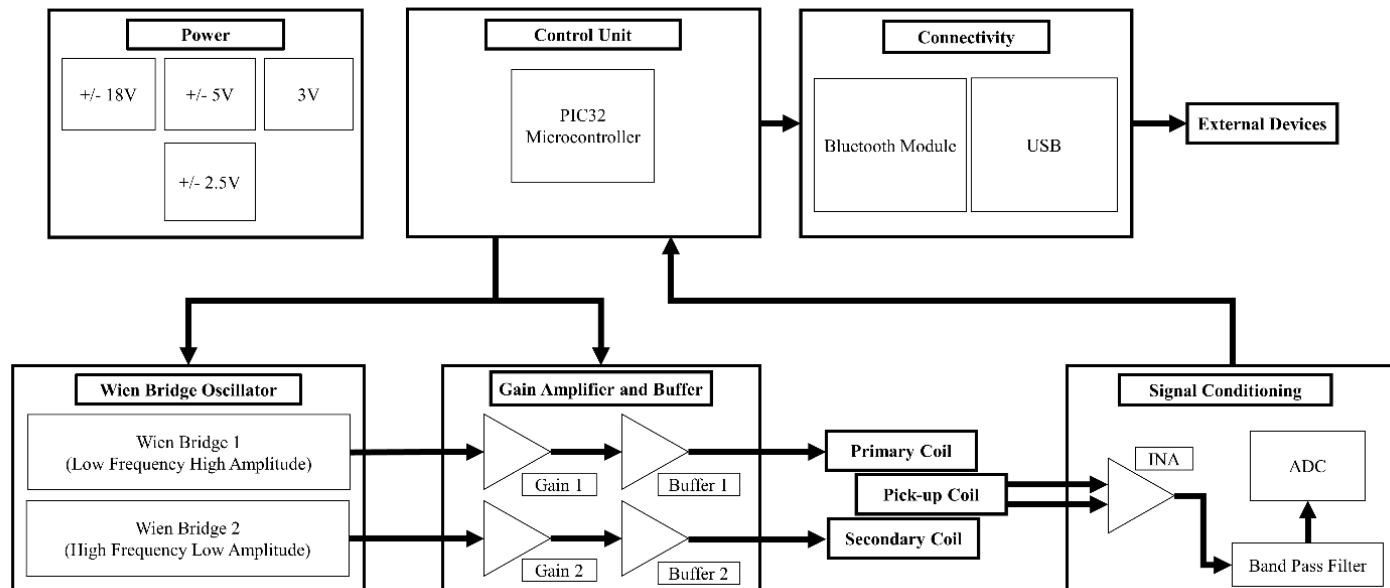 Power
+/- 18V
+/- 5V
3V
+/- 2.5V
Control Unit
PIC32
Microcontroller
Connectivity
Bluetooth Module
USB
External Devices
Wien Bridge Oscillator
Wien Bridge 1
(Low Frequency High Amplitude)
Wien Bridge 2
(High Frequency Low Amplitude)
Gain Amplifier and Buffer
Gain 1
Buffer 1
Gain 2
Buffer 2
Primary Coil
Pick-up Coil
Secondary Coil
Signal Conditioning
INA
ADC
Band Pass Filter